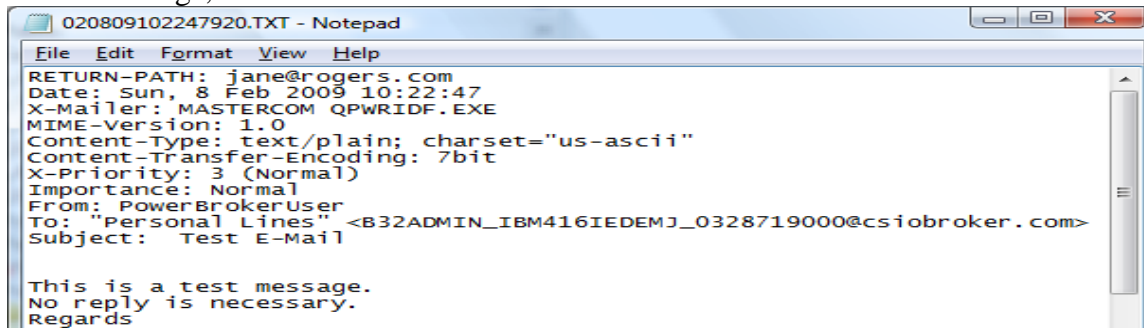 020809102247920.TXT - Notepad
File Edit Format View Help
RETURN-PATH: jane@rogers.com
Date: Sun, 8 Feb 2009 10:22:47
X-Mailer: MASTERCOM QPWRIDF.EXE
MIME-Version: 1.0
Content-Type: text/plain; charset="us-ascii"
Content-Transfer-Encoding: 7bit
X-Priority: 3 (Normal)
Importance: Normal
From: PowerBrokerUser
To: "Personal Lines" <B32ADMIN_IBM416IEDEMJ_0328719000@csiobroker.com>
Subject:  Test E-Mail
This is a test message.
No reply is necessary.
Regards